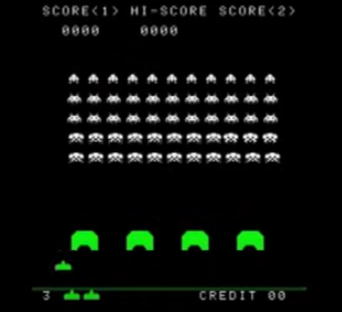 SCORE<1> HI-SCORE SCORE<2>
0000 0000
3 CREDIT 00